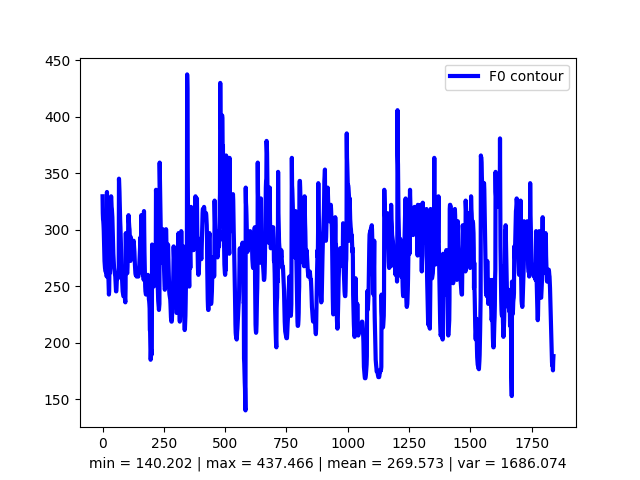 F0 contour
450
400
350
300
250
200
150
0 250 500 750 1000 1250 1500 1750
min = 140.202 | max = 437.466 | mean = 269.573 | var = 1686.074